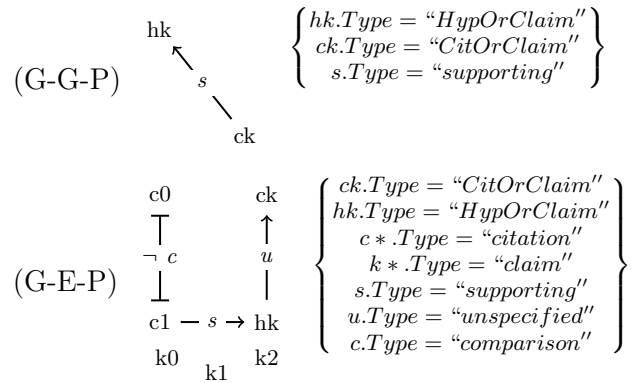 hk
s
ck
(G-G-P)
hk.Type = “HypOrClaim″
ck.Type = “CitOrClaim″
s.Type = “supporting″
(G-E-P)
c0 ck
¬ c u
c1 s hk
k0 k1 k2
ck.Type = “CitOrClaim″
hk.Type = “HypOrClaim″
c ∗ .Type = “citation″
k ∗ .Type = “claim″
s.Type = “supporting″
u.Type = “unspecified″
c.Type = “comparison″